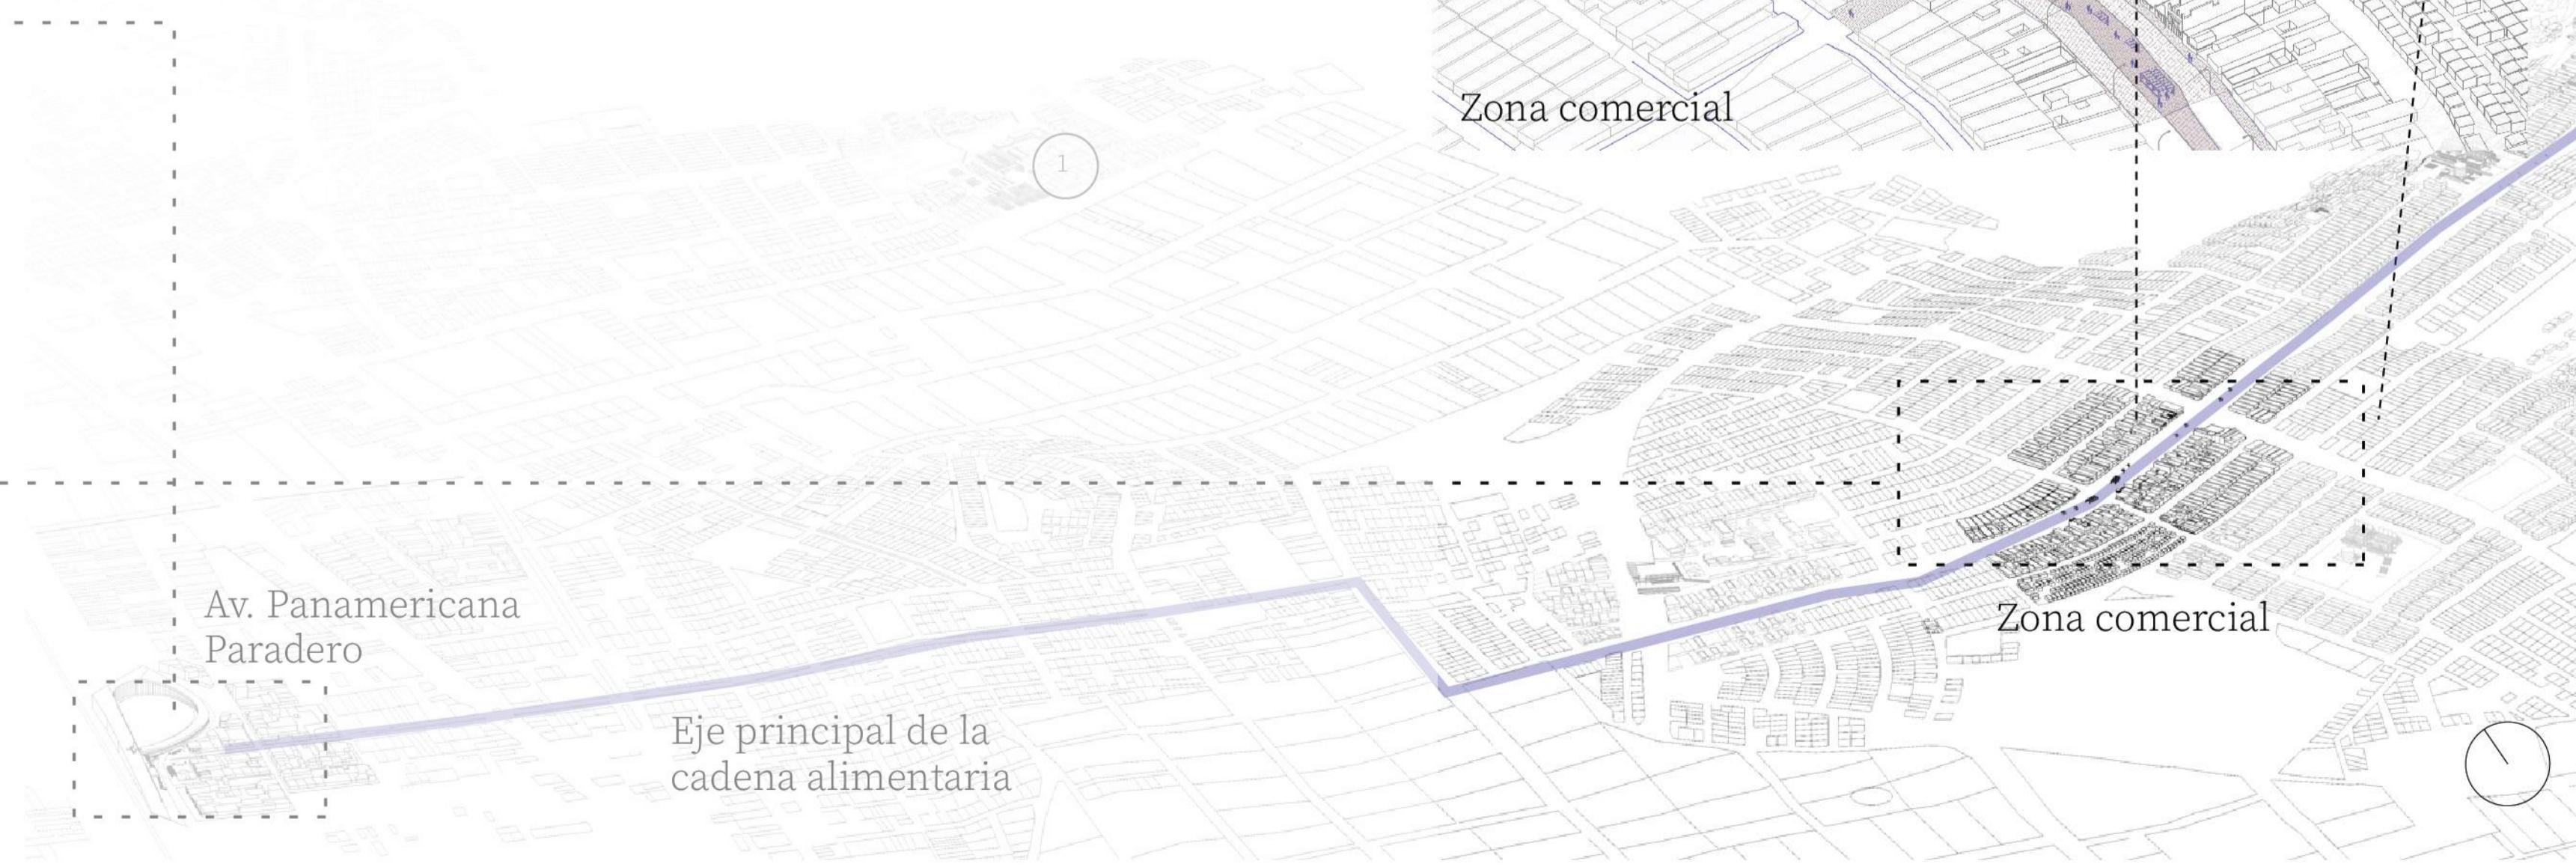 Zona comercial
1
Av. Panamericana
Paradero
Zona comercial
Eje principal de la
cadena alimentaria